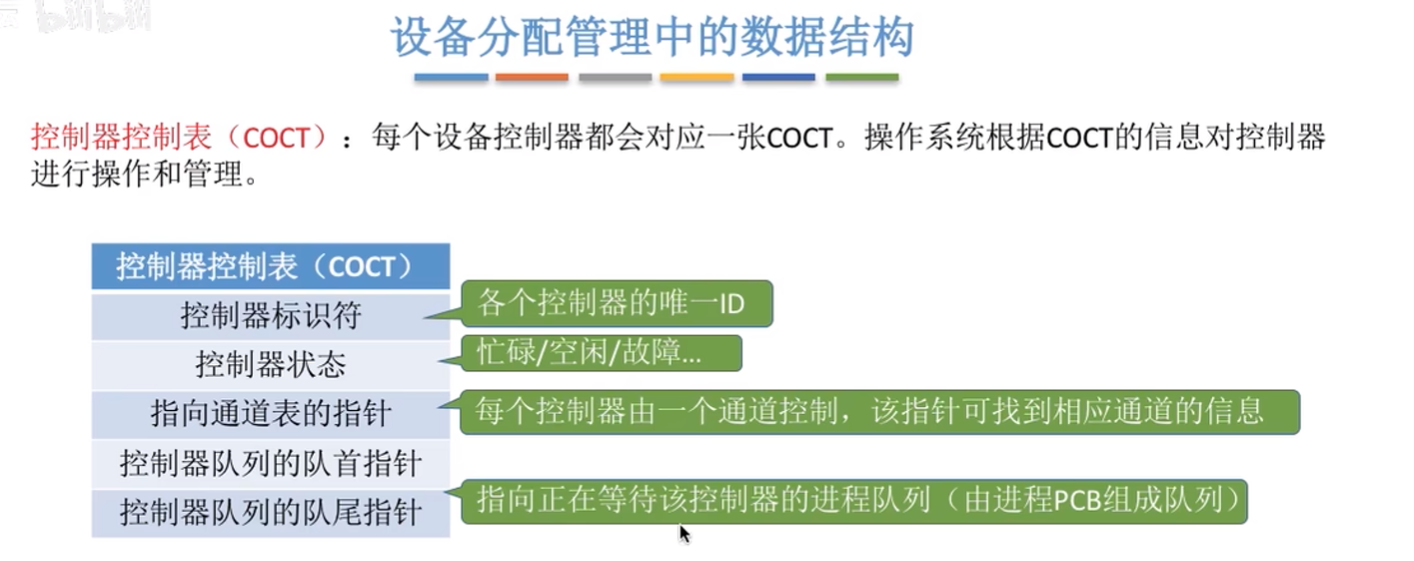 bilibili
设备分配管理中的数据结构
控制器控制表（COCT）：每个设备控制器都会对应一张COCT。操作系统根据COCT的信息对控制器
进行操作和管理。
控制器控制表（COCT）
控制器标识符
各个控制器的唯一ID
控制器状态
忙碌/空闲/故障...
指向通道表的指针
每个控制器由一个通道控制，该指针可找到相应通道的信息
控制器队列的队首指针
控制器队列的队尾指针
指向正在等待该控制器的进程队列（由进程PCB组成队列）